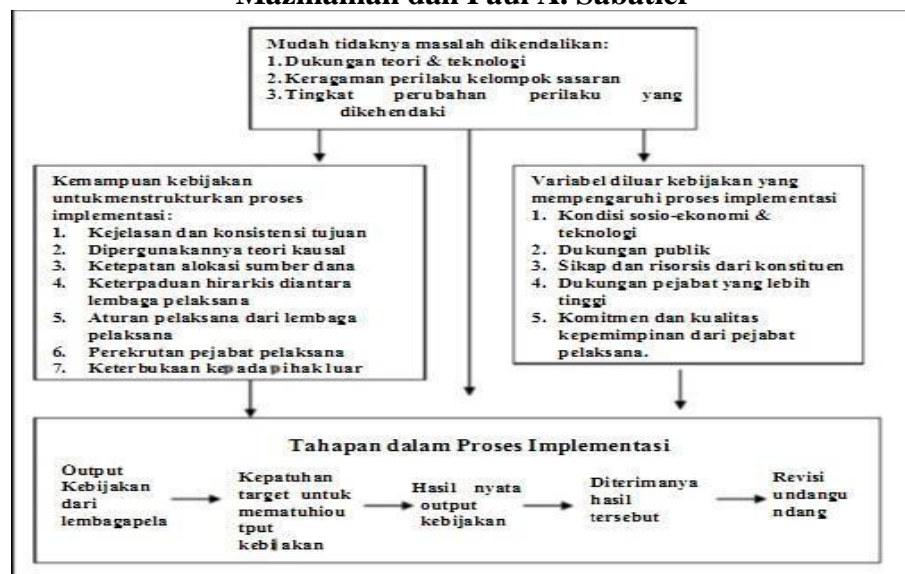 Mazmanian dan Paul A. Sabatier
Mudah tidaknya masalah dikendalikan:
1. Dukungan teori & teknologi
2. Keragaman perilaku kelompok sasaran
3. Tingkat perubahan perilaku yang
dikehendaki
Kemampuan kebijakan
untukmenstrukturkan proses
implementasi:
1. Kejelasan dan konsistensi tujuan
2. Dipergunakannya teori kausal
3. Ketepatan alokasi sumber dana
4. Keterpaduan hirarkis diantara
lembaga pelaksana
5. Aturan pelaksana dari lembaga
pelaksana
6. Perekrutan pejabat pelaksana
7. Keterbukaan kepada pihak luar
Variabel diluar kebijakan yang
mempengaruhi proses implementasi
1. Kondisi sosio-ekonomi &
teknologi
2. Dukungan publik
3. Sikap dan risorsis dari konstituen
4. Dukungan pejabat yang lebih
tinggi
5. Komitmen dan kualitas
kepemimpinan dari pejabat
pelaksana.
Tahapan dalam Proses Implementasi
Output
Kebijakan
dari
lembagapela
Kepatuhan
target untuk
mematuhiou
tput
kebijakan
Hasil nyata
output
kebijakan
Diterimanya
hasil
tersebut
Revisi
undangu
ndang